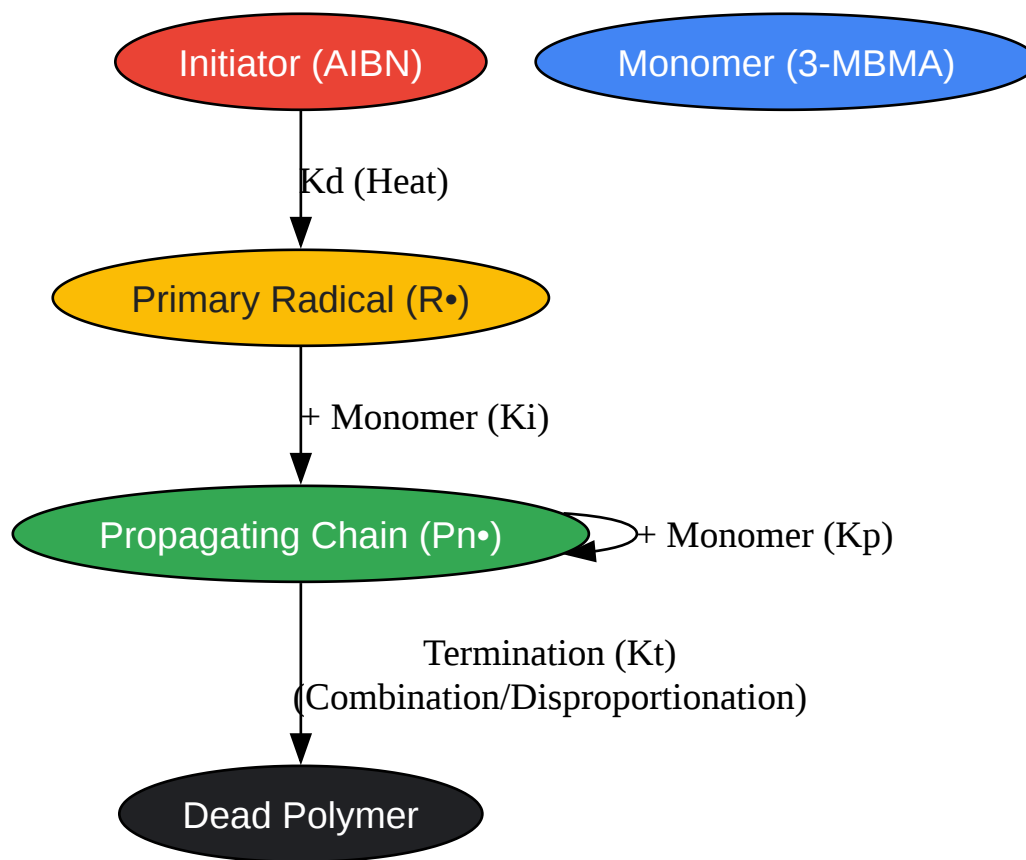 Initiator (AIBN)
Monomer (3-MBMA)
Kd (Heat)
Primary Radical (R•)
+ Monomer (Ki)
Propagating Chain (Pn•)
+ Monomer (Kp)
Termination (Kt)
(Combination/Disproportionation)
Dead Polymer